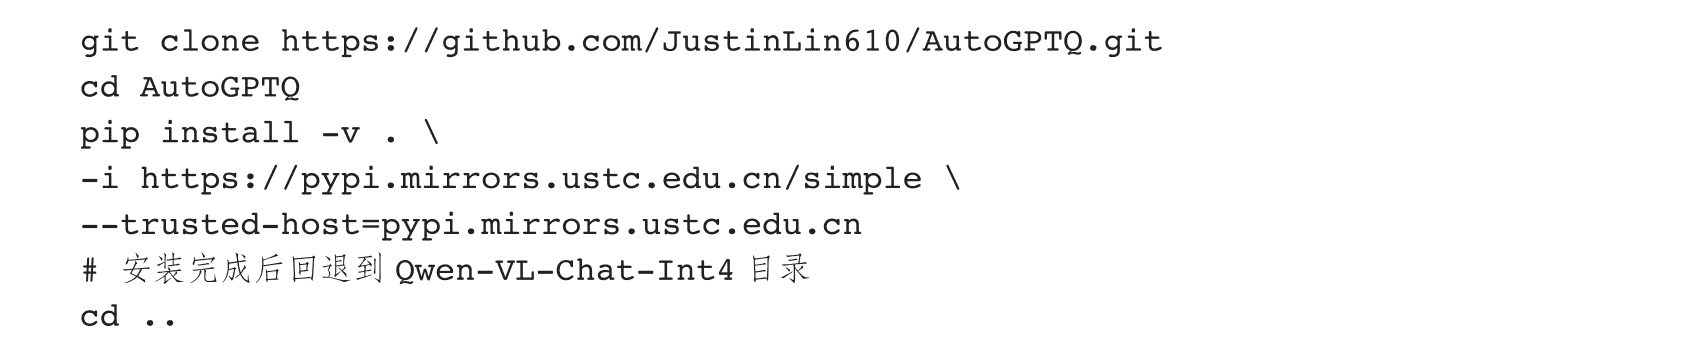 git clone https://github.com/JustinLin610/AutoGPTQ.git
cd AutoGPTQ
pip install -v . \
-i https://pypi.mirrors.ustc.edu.cn/simple \
--trusted-host=pypi.mirrors.ustc.edu.cn
# 安装完成后回退到 Qwen-VL-Chat-Int4 目录
cd ..